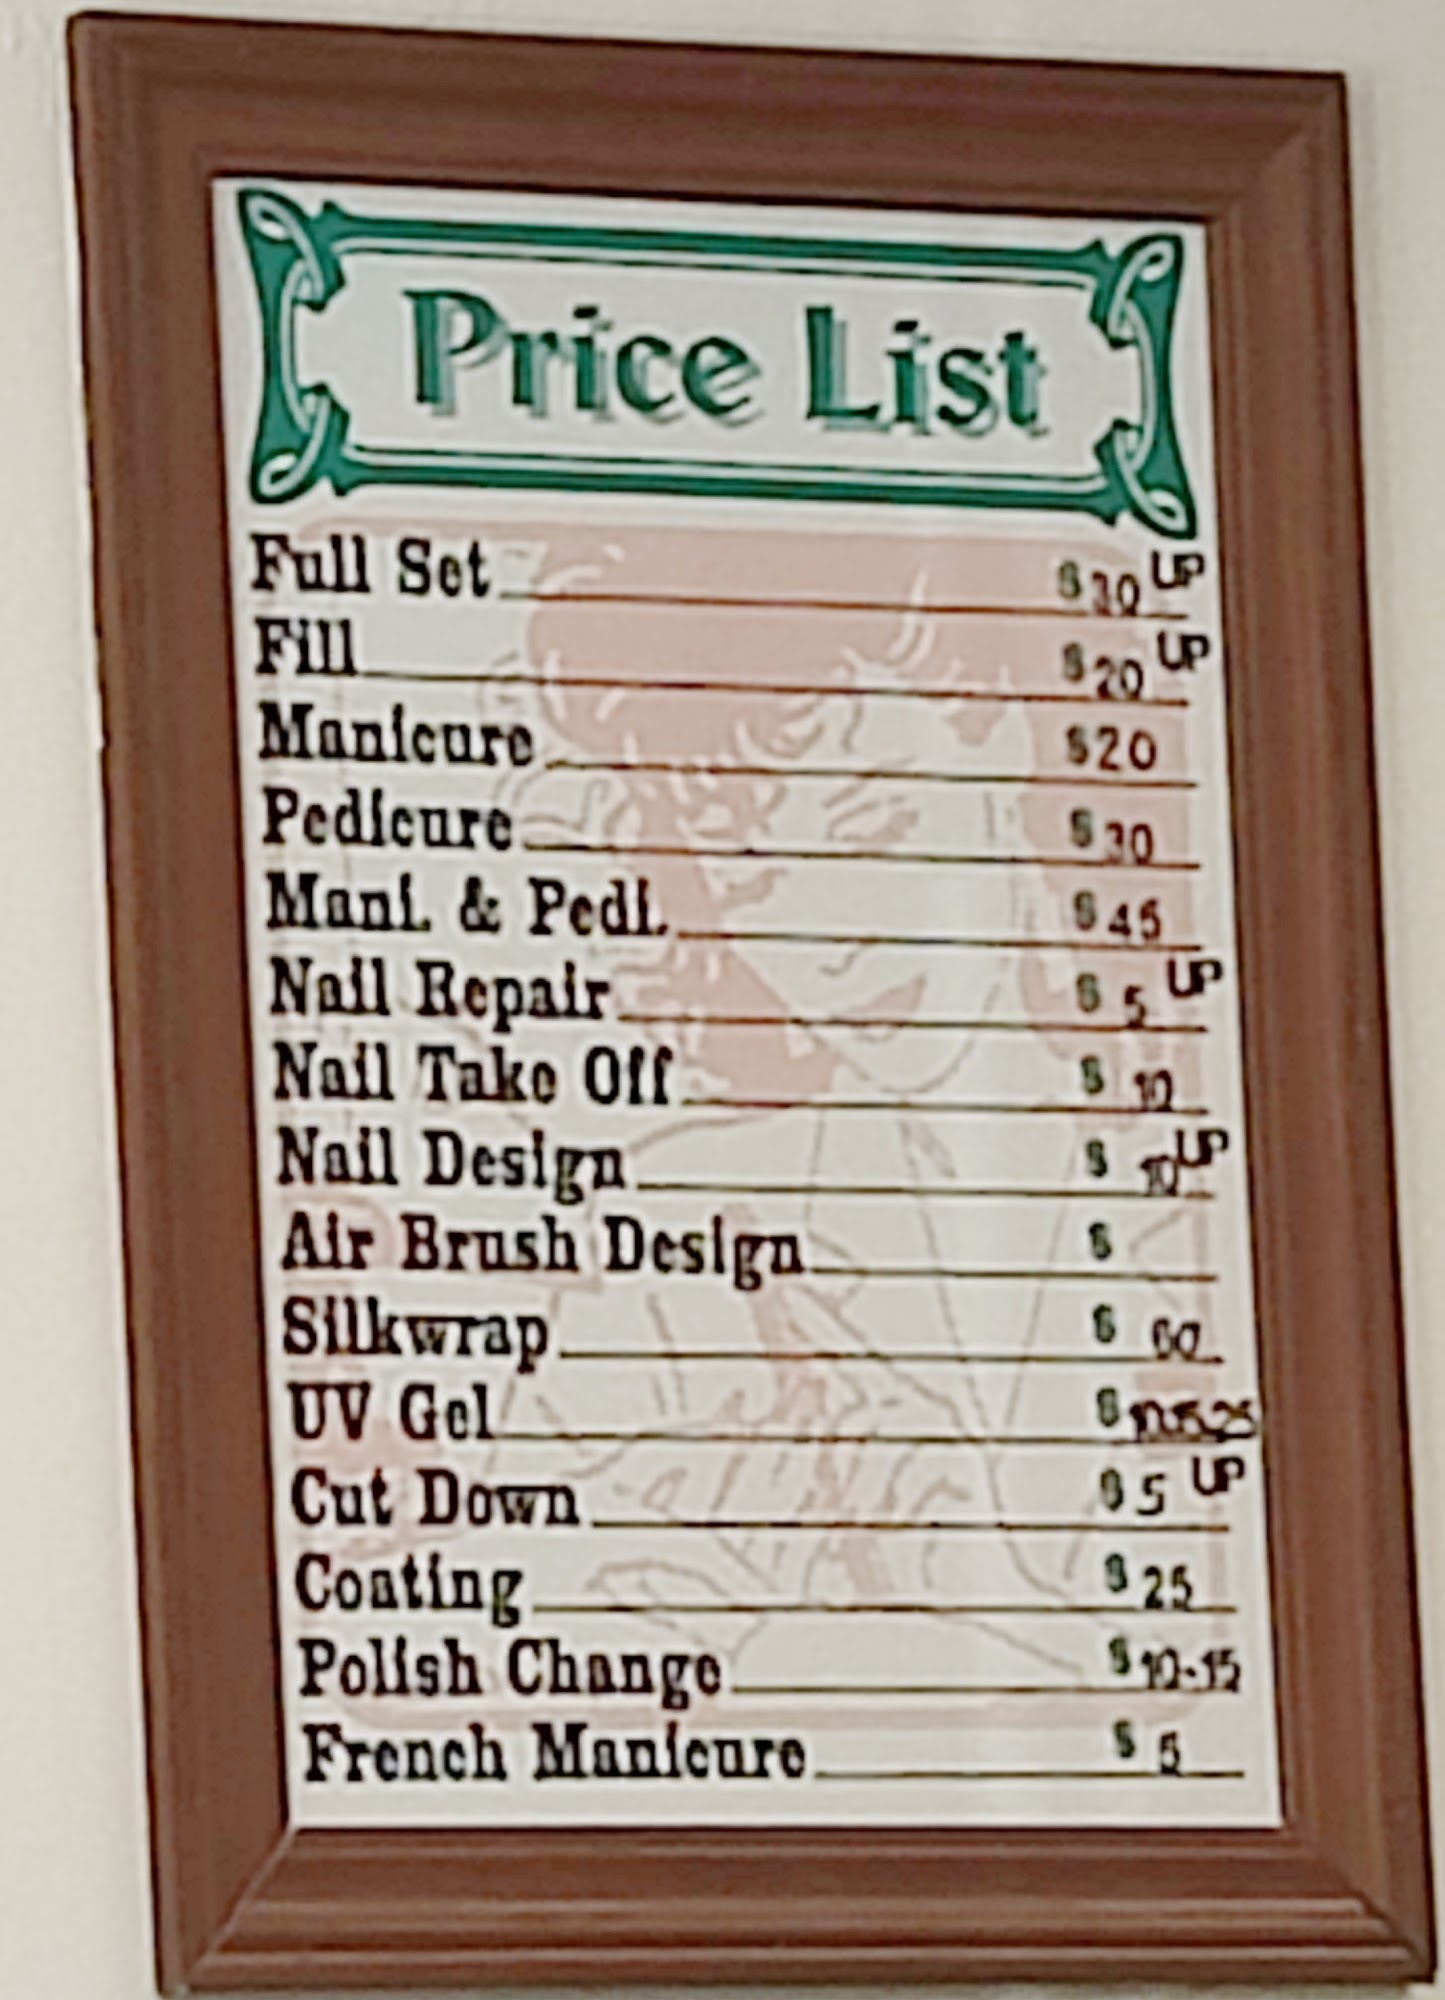 Price List
Full Set $30 UP
Fill $20 UP
Manicure $20
Pedicure $30
Mani. & Pedi. $45
Nail Repair $5 UP
Nail Take Off $10
Nail Design $10 UP
Air Brush Design $
Silkwrap $60
UV Gel $
Cut Down $5 UP
Coating $25
Polish Change $10-15
French Manicure $5